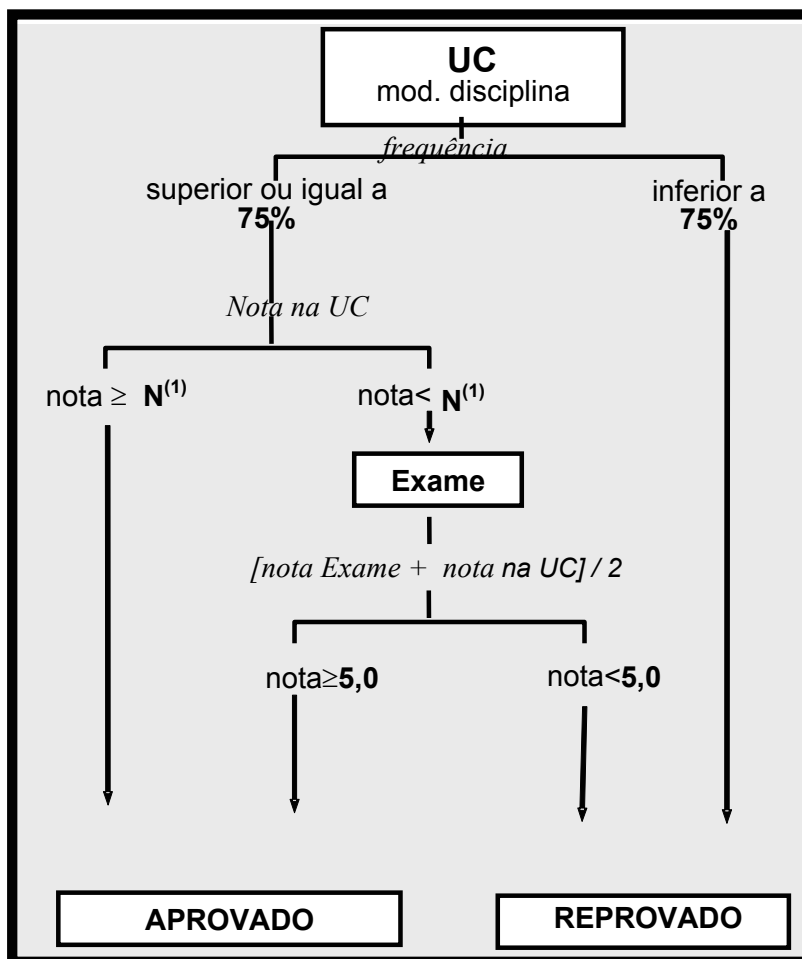 UC
mod. disciplina
frequência
superior ou igual a
75%
inferior a
75%
Nota na UC
nota ≥ N(1)
nota< N(1)
Exame
[nota Exame + nota na UC] / 2
nota≥5,0
nota<5,0
APROVADO
REPROVADO